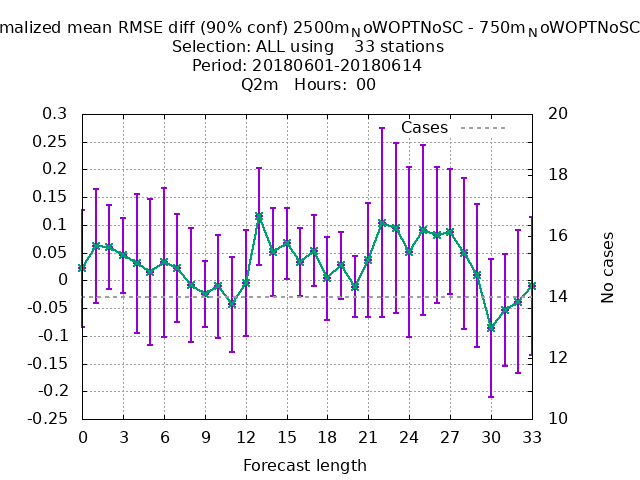 malized mean RMSE diff (90% conf) 2500mNoWOPTNoSC - 750mNoWOPTNoSC
Selection: ALL using 33 stations
Period: 20180601-20180614
Q2m Hours: 00
Cases
0.3
0.25
0.2
0.15
0.1
0.05
0
-0.05
-0.1
-0.15
-0.2
-0.25
20
18
16
14
12
10
No cases
0 3 6 9 12 15 18 21 24 27 30 33
Forecast length